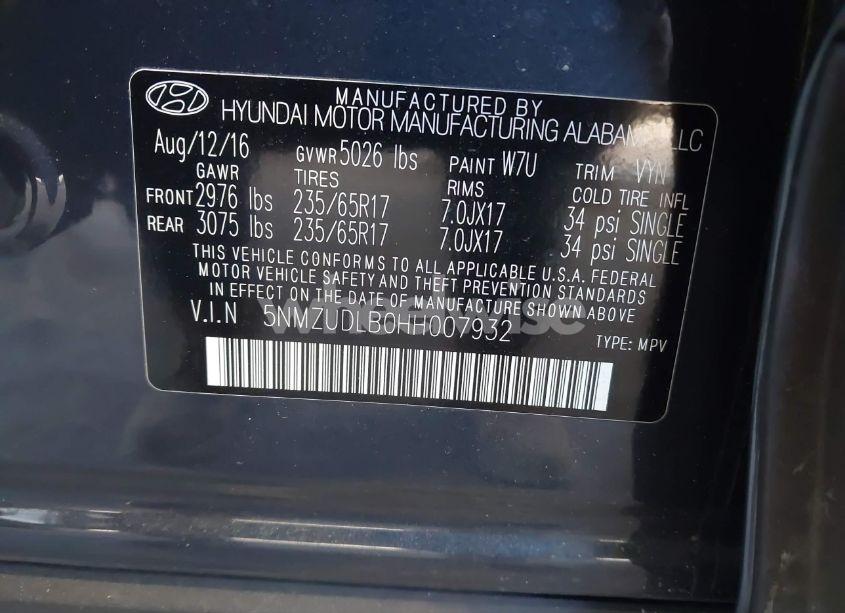 MANUFACTURED BY
HYUNDAI MOTOR MANUFACTURING ALABAMA, LLC
Aug/12/16 GVWR 5026 lbs PAINT W7U TRIM VYN
GAWR TIRES RIMS COLD TIRE INFL
FRONT 2976 lbs 235/65R17 7.0JX17 34 psi SINGLE
REAR 3075 lbs 235/65R17 7.0JX17 34 psi SINGLE
THIS VEHICLE CONFORMS TO ALL APPLICABLE U.S.A. FEDERAL
MOTOR VEHICLE SAFETY AND THEFT PREVENTION STANDARDS
IN EFFECT ON THE DATE OF MANUFACTURE SHOWN ABOVE
V.I.N 5NMZUDLB0HH007932
TYPE: MPV